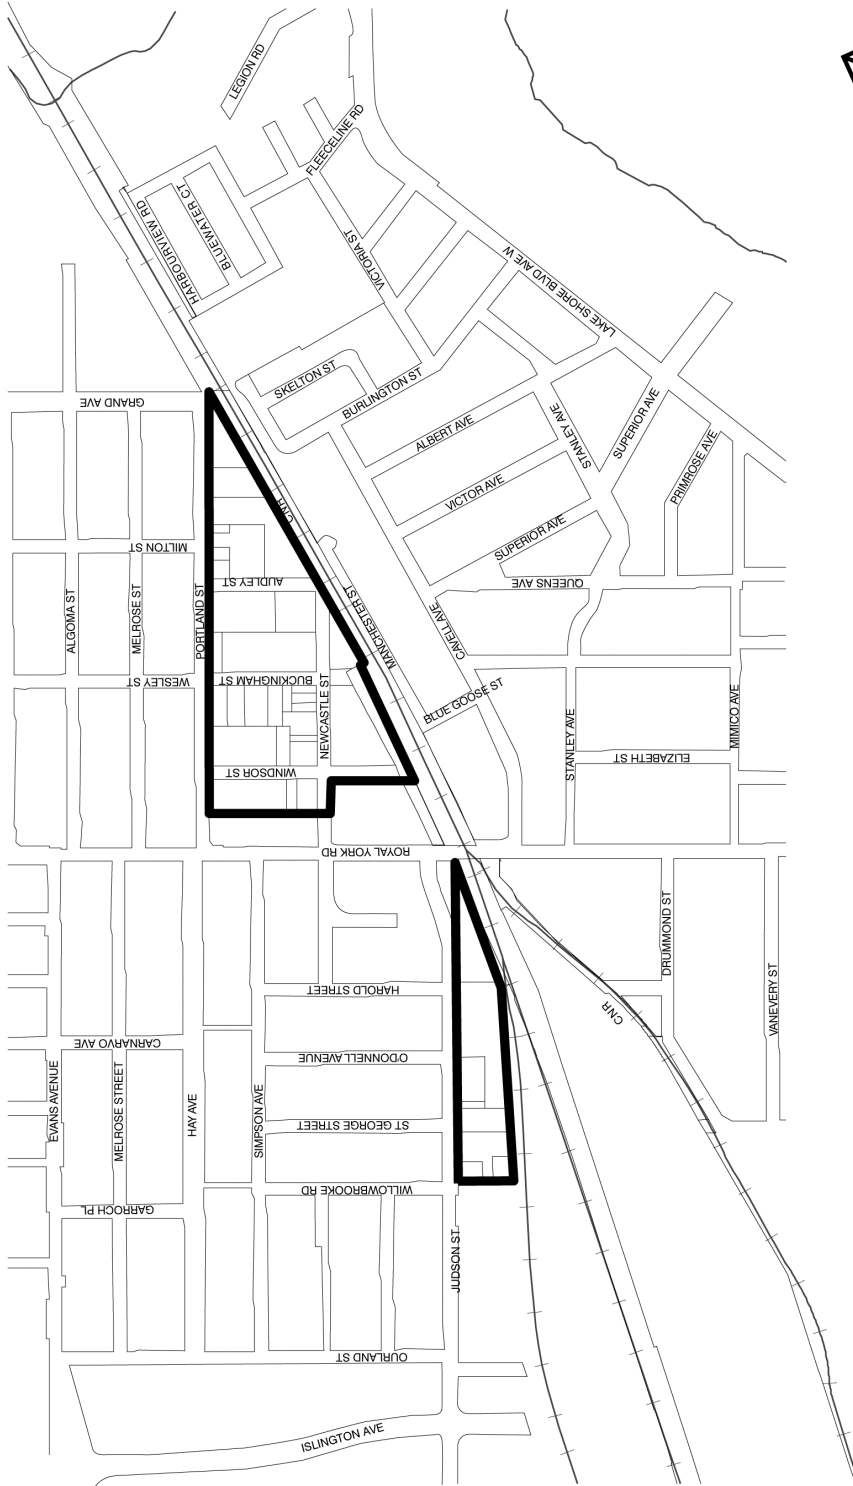 LEGION RD
FLEECELINE RD
BLUEWATER CT
HARBOURVIEW RD
VICTORIA ST
LAKE SHORE BLVD AVE W
SKELTON ST
BURLINGTON ST
GRAND AVE
ALBERT AVE
STANLEY AVE
SUPERIOR AVE
PRIMROSE AVE
VICTOR AVE
CNR
SUPERIOR AVE
MILTON ST
AUDLEY ST
QUEENS AVE
ALGOMA ST
MELROSE ST
PORTLAND ST
MANCHESTER ST
CAVELL AVE
WESLEY ST
BUCKINGHAM ST
NEWCASTLE ST
BLUE GOOSE ST
STANLEY AVE
MIMICO AVE
ELIZABETH ST
WINDSOR ST
ROYAL YORK RD
DRUMMOND ST
HAROLD STREET
CNR
VANEVERY ST
CARNARVO AVE
O'DONNELL AVENUE
EVANS AVENUE
MELROSE STREET
HAY AVE
SIMPSON AVE
ST GEORGE STREET
WILLOWBROOKE RD
GARROCH PL
JUDSON ST
OURLAND ST
ISLINGTON AVE